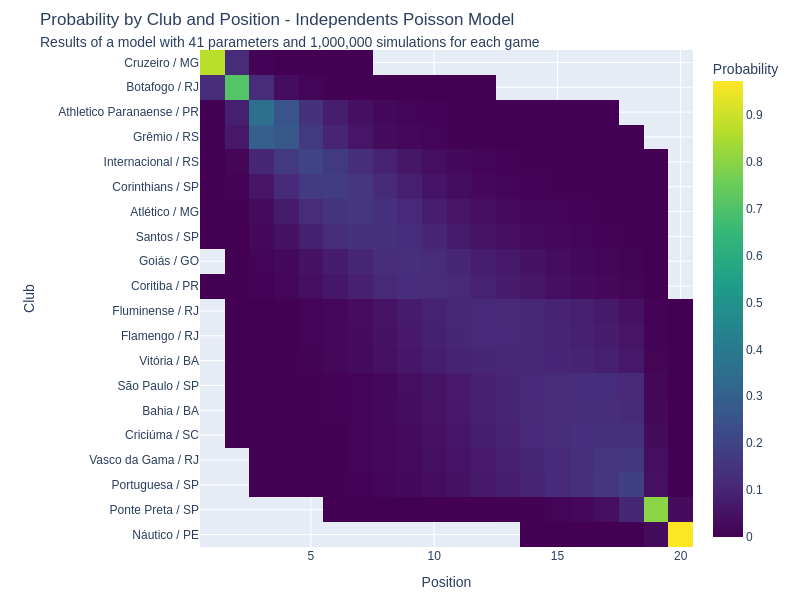 Probability by Club and Position - Independents Poisson Model
Results of a model with 41 parameters and 1,000,000 simulations for each game
Probability
Cruzeiro / MG
Botafogo / RJ
Athletico Paranaense / PR
Grêmio / RS
Internacional / RS
Corinthians / SP
Atlético / MG
Santos / SP
Goiás / GO
Coritiba / PR
Fluminense / RJ
Flamengo / RJ
Vitória / BA
São Paulo / SP
Bahia / BA
Criciúma / SC
Vasco da Gama / RJ
Portuguesa / SP
Ponte Preta / SP
Náutico / PE
Club
5
10
15
20
Position
0.9
0.8
0.7
0.6
0.5
0.4
0.3
0.2
0.1
0